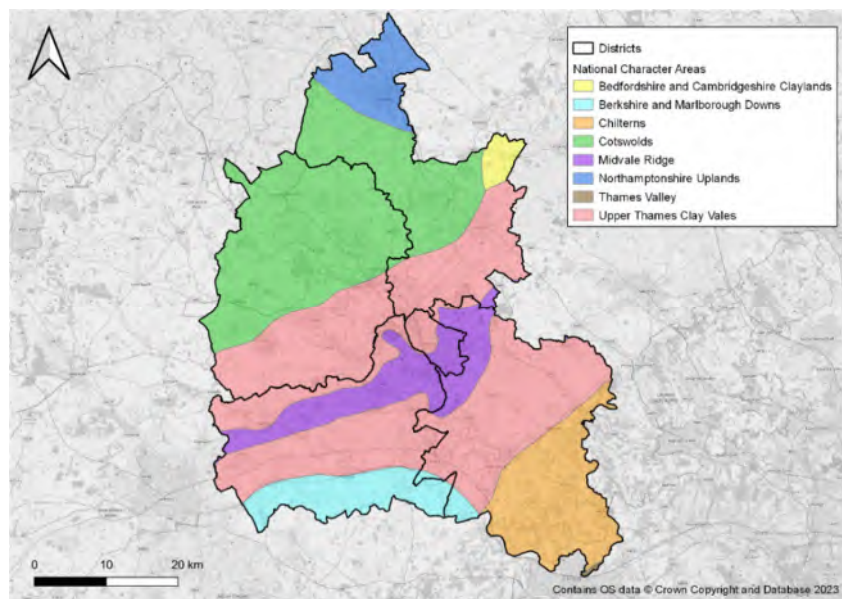 Districts
National Character Areas
Bedfordshire and Cambridgeshire Claylands
Berkshire and Marlborough Downs
Chilterns
Cotswolds
Midvale Ridge
Northamptonshire Uplands
Thames Valley
Upper Thames Clay Vales
0 10 20 km
Contains OS data © Crown Copyright and Database 2023